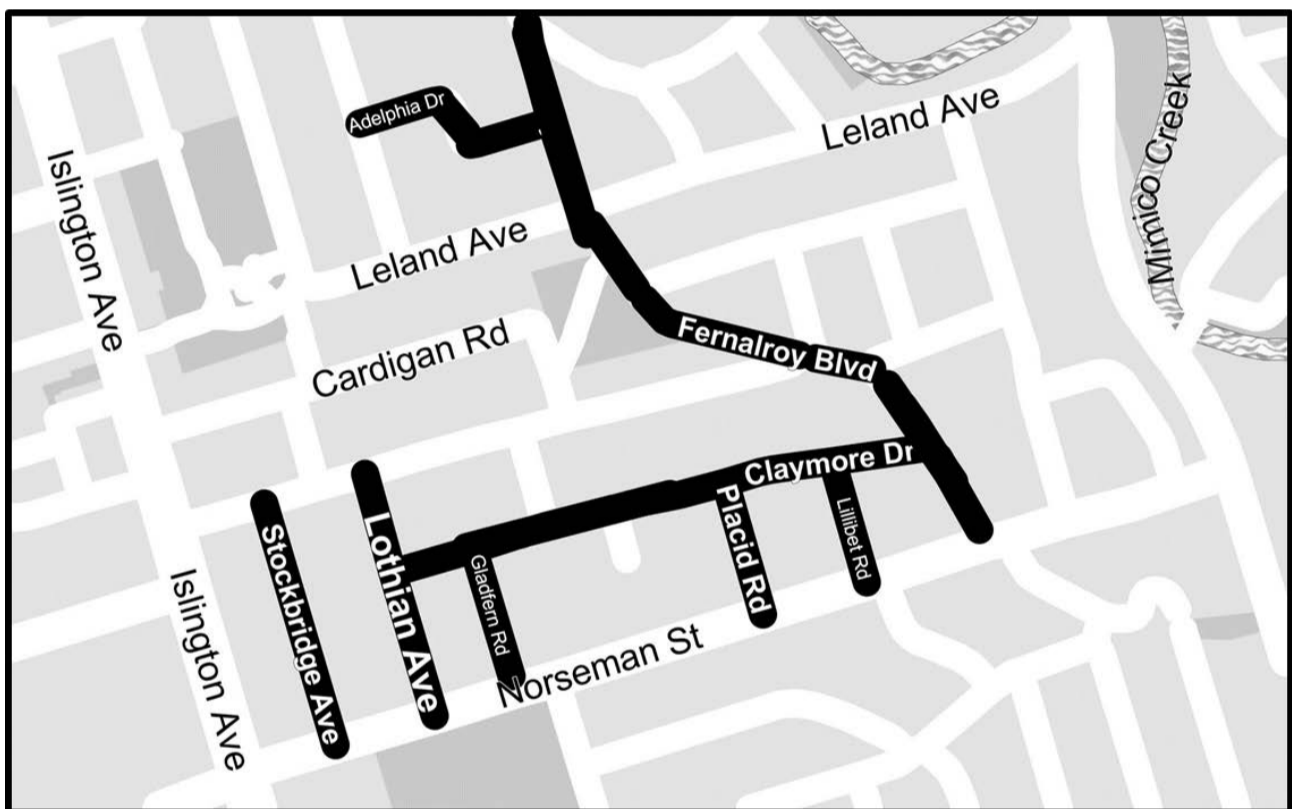 Adelphia Dr
Leland Ave
Mimico Creek
Islington Ave
Leland Ave
Cardigan Rd
Fernalroy Blvd
Claymore Dr
Placid Rd
Lillibet Rd
Lothian Ave
Stockbridge Ave
Gladfern Rd
Islington Ave
Norseman St